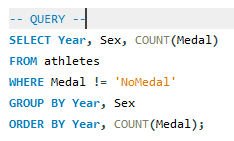 -- QUERY --
SELECT Year, Sex, COUNT(Medal)
FROM athletes
WHERE Medal != 'NoMedal'
GROUP BY Year, Sex
ORDER BY Year, COUNT(Medal);